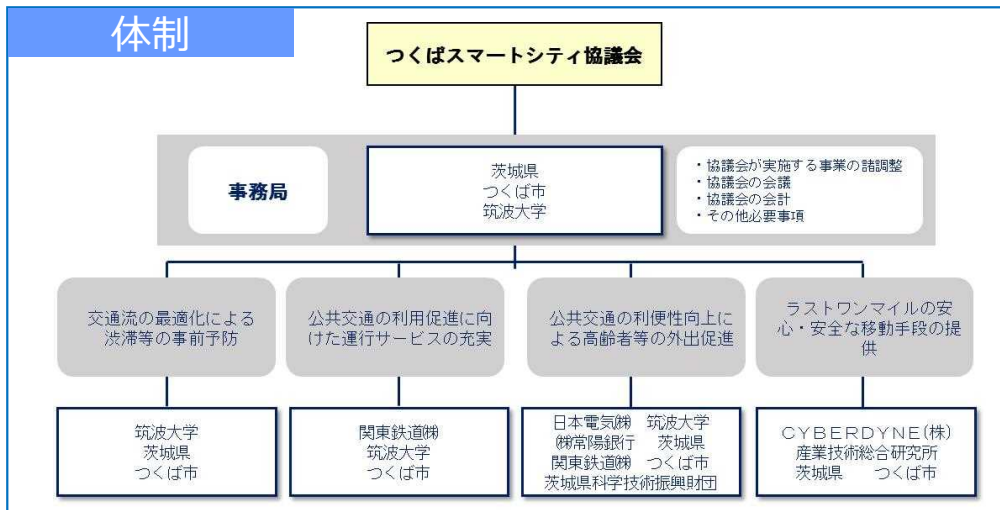 体制
つくばスマートシティ協議会
事務局
茨城県
つくば市
筑波大学
・協議会が実施する事業の諸調整
・協議会の会議
・協議会の会計
・その他必要事項
交通流の最適化による
渋滞等の事前予防
公共交通の利用促進に向
けた運行サービスの充実
公共交通の利便性向上に
よる高齢者等の外出促進
ラストワンマイルの安
心・安全な移動手段の提
供
筑波大学
茨城県
つくば市
関東鉄道㈱
筑波大学
つくば市
日本電気㈱ 筑波大学
㈱常陽銀行 茨城県
関東鉄道㈱ つくば市
茨城県科学技術振興財団
ＣＹＢＥＲＤＹＮＥ(株)
産業技術総合研究所
茨城県 つくば市